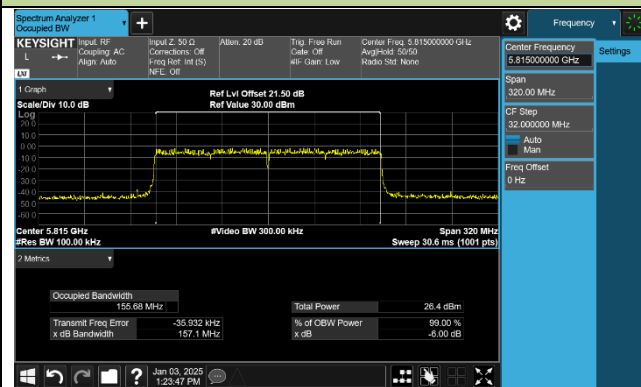 Spectrum Analyzer 1
Occupied BW
Frequency
KEYSIGHT
L
LXI
Input: RF
Coupling: AC
Align: Auto
Input Z: 50 Ω
Corrections: Off
Freq Ref: Int (S)
NFE: Off
Atten: 20 dB
Trig: Free Run
Gate: Off
#IF Gain: Low
Center Freq: 5.815000000 GHz
Avg|Hold: 50/50
Radio Std: None
Center Frequency
5.815000000 GHz
Settings
Span
320.00 MHz
CF Step
32.000000 MHz
Auto
Man
Freq Offset
0 Hz
1 Graph
Scale/Div 10.0 dB
Ref Lvl Offset 21.50 dB
Ref Value 30.00 dBm
Log
20.0
10.0
0.00
-10.0
-20.0
-30.0
-40.0
-50.0
-60.0
Center 5.815 GHz
#Video BW 300.00 kHz
Span 320 MHz
#Res BW 100.00 kHz
Sweep 30.6 ms (1001 pts)
2 Metrics
Occupied Bandwidth
155.68 MHz
Total Power 26.4 dBm
Transmit Freq Error -35.932 kHz
% of OBW Power 99.00 %
x dB Bandwidth 157.1 MHz
x dB -6.00 dB
Jan 03, 2025
1:23:47 PM